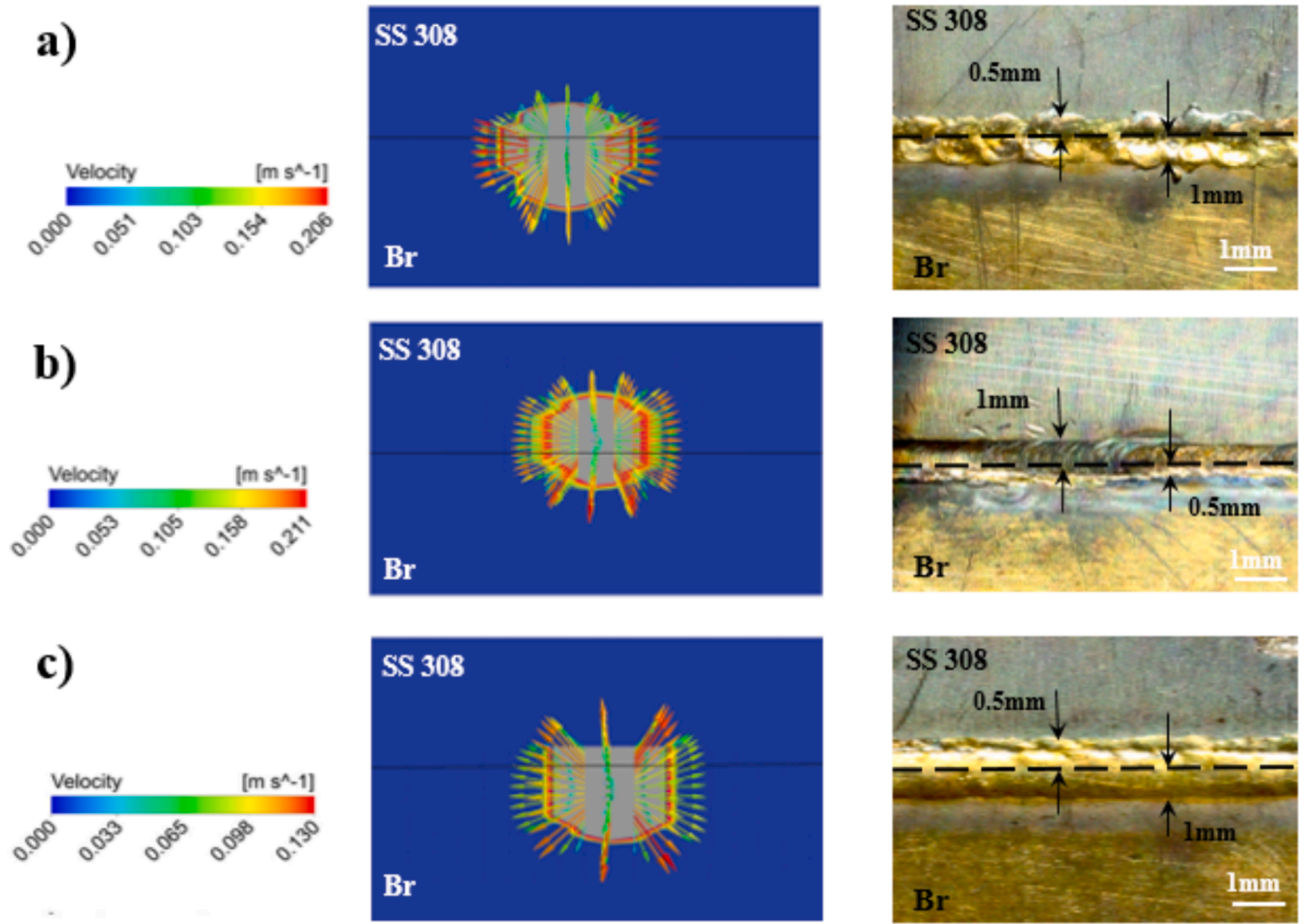 a)
Velocity [m s^-1]
0.000 0.051 0.103 0.154 0.206
SS 308
Br
SS 308
0.5mm
1mm
Br
1mm
b)
Velocity [m s^-1]
0.000 0.053 0.105 0.158 0.211
SS 308
Br
SS 308
1mm
0.5mm
Br
1mm
c)
Velocity [m s^-1]
0.000 0.033 0.065 0.098 0.130
SS 308
Br
SS 308
0.5mm
1mm
Br
1mm